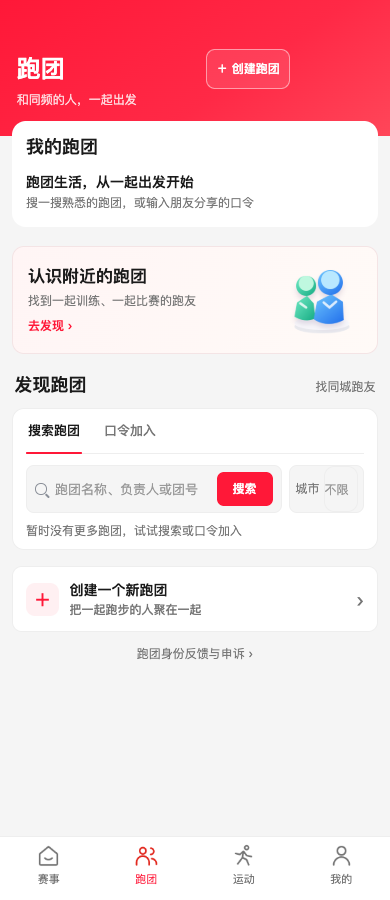 跑团
+ 创建跑团
和同频的人，一起出发
我的跑团
跑团生活，从一起出发开始
搜一搜熟悉的跑团，或输入朋友分享的口令
认识附近的跑团
找到一起训练、一起比赛的跑友
去发现 ›
发现跑团
找同城跑友
搜索跑团
口令加入
跑团名称、负责人或团号
搜索
城市 不限
暂时没有更多跑团，试试搜索或口令加入
创建一个新跑团
把一起跑步的人聚在一起
跑团身份反馈与申诉 ›
赛事
跑团
运动
我的